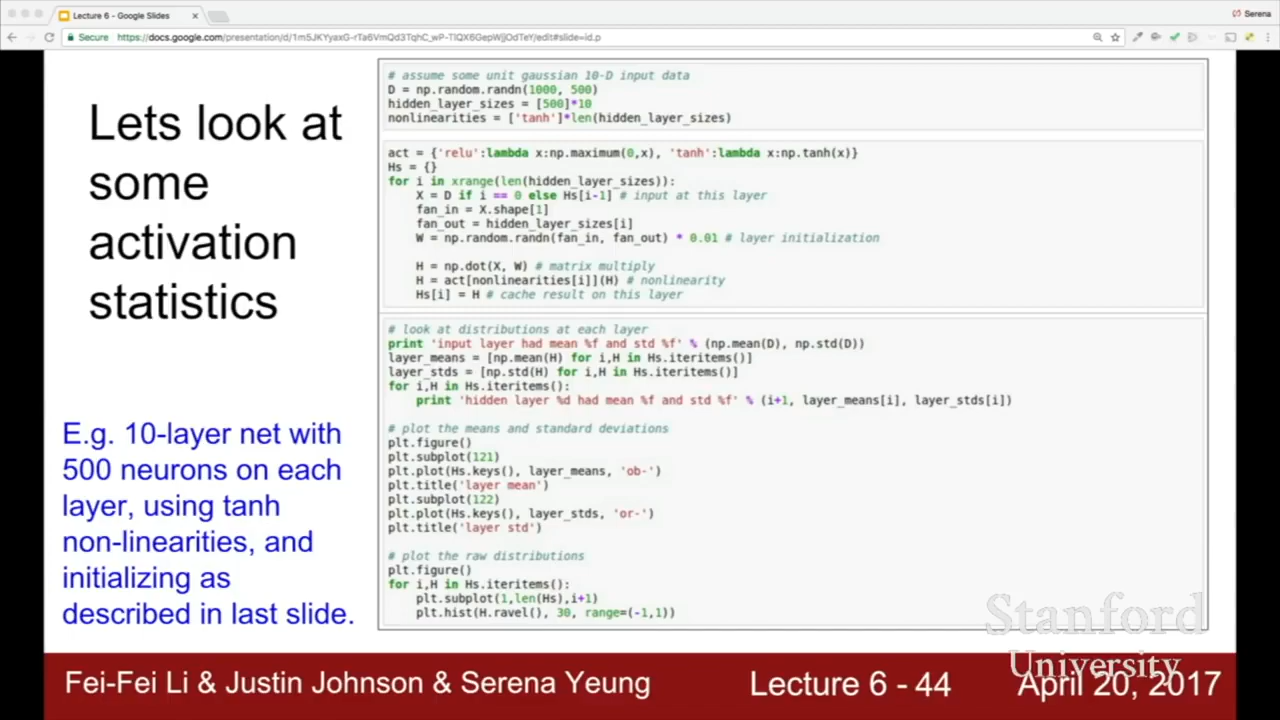 Lecture 6 - Google Slides
Serena
Secure
Lets look at
some
activation
statistics
E.g. 10-layer net with
500 neurons on each
layer, using tanh
non-linearities, and
initializing as
described in last slide.
# assume some unit gaussian 10-D input data
D = np.random.randn(1000, 500)
hidden_layer_sizes = [500]*10
nonlinearities = ['tanh']*len(hidden_layer_sizes)
act = {'relu':lambda x:np.maximum(0,x), 'tanh':lambda x:np.tanh(x)}
Hs = {}
for i in xrange(len(hidden_layer_sizes)):
X = D if i == 0 else Hs[i-1] # input at this layer
fan_in = X.shape[1]
fan_out = hidden_layer_sizes[i]
W = np.random.randn(fan_in, fan_out) * 0.01 # layer initialization
H = np.dot(X, W) # matrix multiply
H = act[nonlinearities[i]](H) # nonlinearity
Hs[i] = H # cache result on this layer
# look at distributions at each layer
print 'input layer had mean %f and std %f' % (np.mean(D), np.std(D))
layer_means = [np.mean(H) for i,H in Hs.iteritems()]
layer_stds = [np.std(H) for i,H in Hs.iteritems()]
for i,H in Hs.iteritems():
print 'hidden layer %d had mean %f and std %f' % (i+1, layer_means[i], layer_stds[i])
# plot the means and standard deviations
plt.figure()
plt.subplot(121)
plt.plot(Hs.keys(), layer_means, 'ob-')
plt.title('layer mean')
plt.subplot(122)
plt.plot(Hs.keys(), layer_stds, 'or-')
plt.title('layer std')
# plot the raw distributions
plt.figure()
for i,H in Hs.iteritems():
plt.subplot(1,len(Hs),i+1)
plt.hist(H.ravel(), 30, range=(-1,1))
Stanford
University
Fei-Fei Li & Justin Johnson & Serena Yeung
Lecture 6 - 44
April 20, 2017